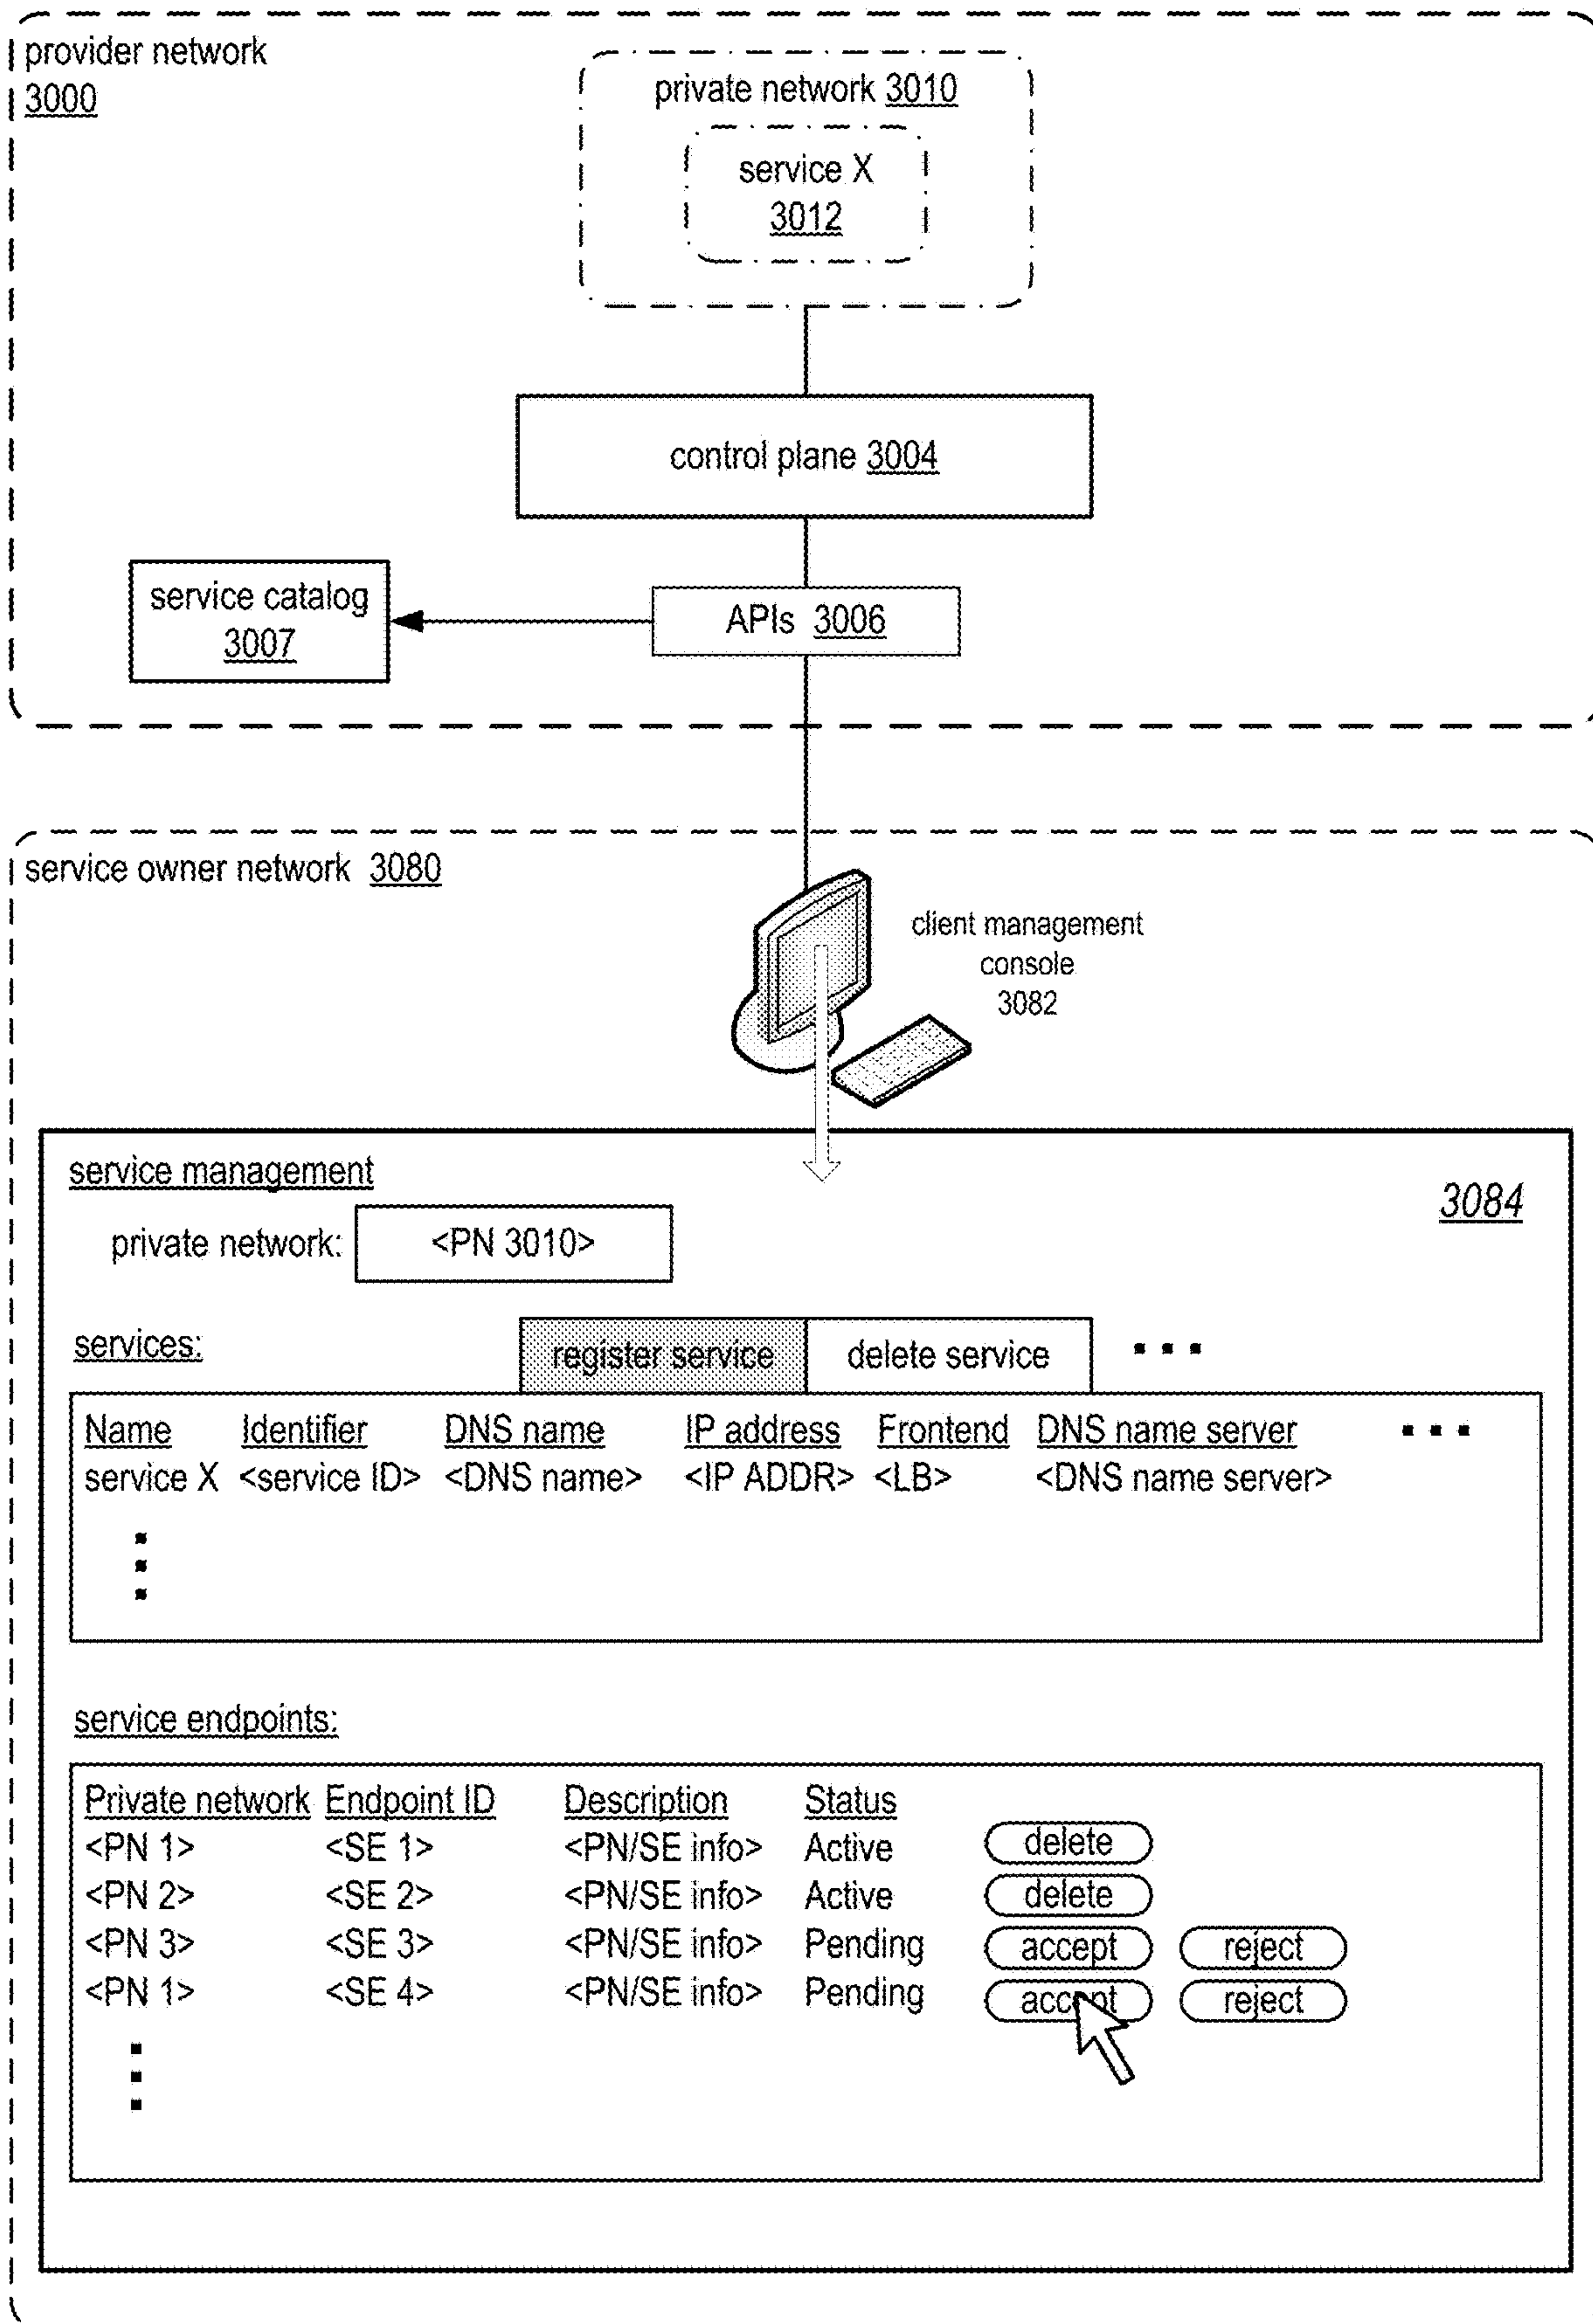 provider network
3000
private network 3010
service X
3012
control plane 3004
service catalog
3007
APIs 3006
service owner network 3080
client management
console
3082
service management
3084
private network: <PN 3010>
services:
register service delete service ...
Name Identifier DNS name IP address Frontend DNS name server ...
service X <service ID> <DNS name> <IP ADDR> <LB> <DNS name server>
service endpoints:
Private network Endpoint ID Description Status
<PN 1> <SE 1> <PN/SE info> Active delete
<PN 2> <SE 2> <PN/SE info> Active delete
<PN 3> <SE 3> <PN/SE info> Pending accept reject
<PN 1> <SE 4> <PN/SE info> Pending accept reject